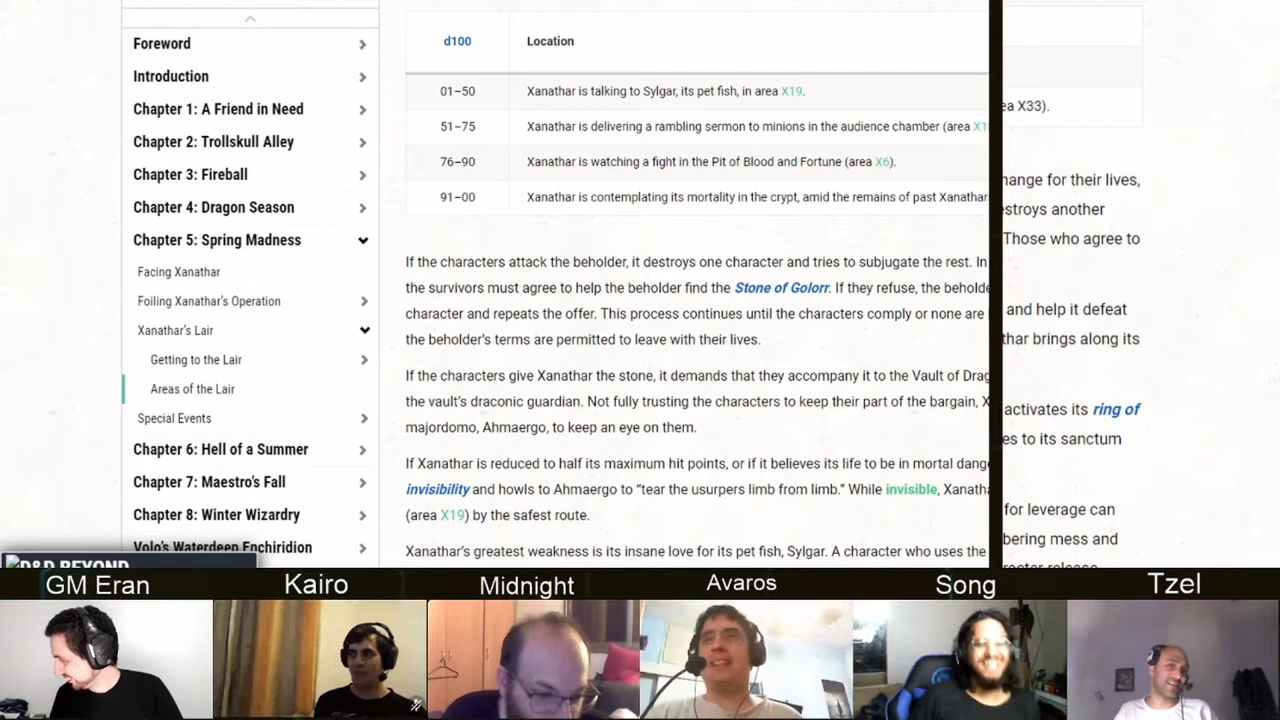 Foreword
Introduction
Chapter 1: A Friend in Need
Chapter 2: Trollskull Alley
Chapter 3: Fireball
Chapter 4: Dragon Season
Chapter 5: Spring Madness
Facing Xanathar
Foiling Xanathar's Operation
Xanathar's Lair
Getting to the Lair
Areas of the Lair
Special Events
Chapter 6: Hell of a Summer
Chapter 7: Maestro's Fall
Chapter 8: Winter Wizardry
Volo's Waterdeep Enchiridion
D&D BEYOND
d100 Location
01–50 Xanathar is talking to Sylgar, its pet fish, in area X19.
51–75 Xanathar is delivering a rambling sermon to minions in the audience chamber (area X1
76–90 Xanathar is watching a fight in the Pit of Blood and Fortune (area X6).
91–00 Xanathar is contemplating its mortality in the crypt, amid the remains of past Xanathar
If the characters attack the beholder, it destroys one character and tries to subjugate the rest. In
the survivors must agree to help the beholder find the Stone of Golorr. If they refuse, the beholde
character and repeats the offer. This process continues until the characters comply or none are
the beholder's terms are permitted to leave with their lives.
If the characters give Xanathar the stone, it demands that they accompany it to the Vault of Drag
the vault's draconic guardian. Not fully trusting the characters to keep their part of the bargain, X
majordomo, Ahmaergo, to keep an eye on them.
If Xanathar is reduced to half its maximum hit points, or if it believes its life to be in mortal dange
invisibility and howls to Ahmaergo to “tear the usurpers limb from limb.” While invisible, Xanatha
(area X19) by the safest route.
Xanathar's greatest weakness is its insane love for its pet fish, Sylgar. A character who uses the
ea X33).
hange for their lives,
estroys another
Those who agree to
and help it defeat
thar brings along its
activates its ring of
es to its sanctum
for leverage can
bering mess and
racter release
GM Eran
Kairo
Midnight
Avaros
Song
Tzel